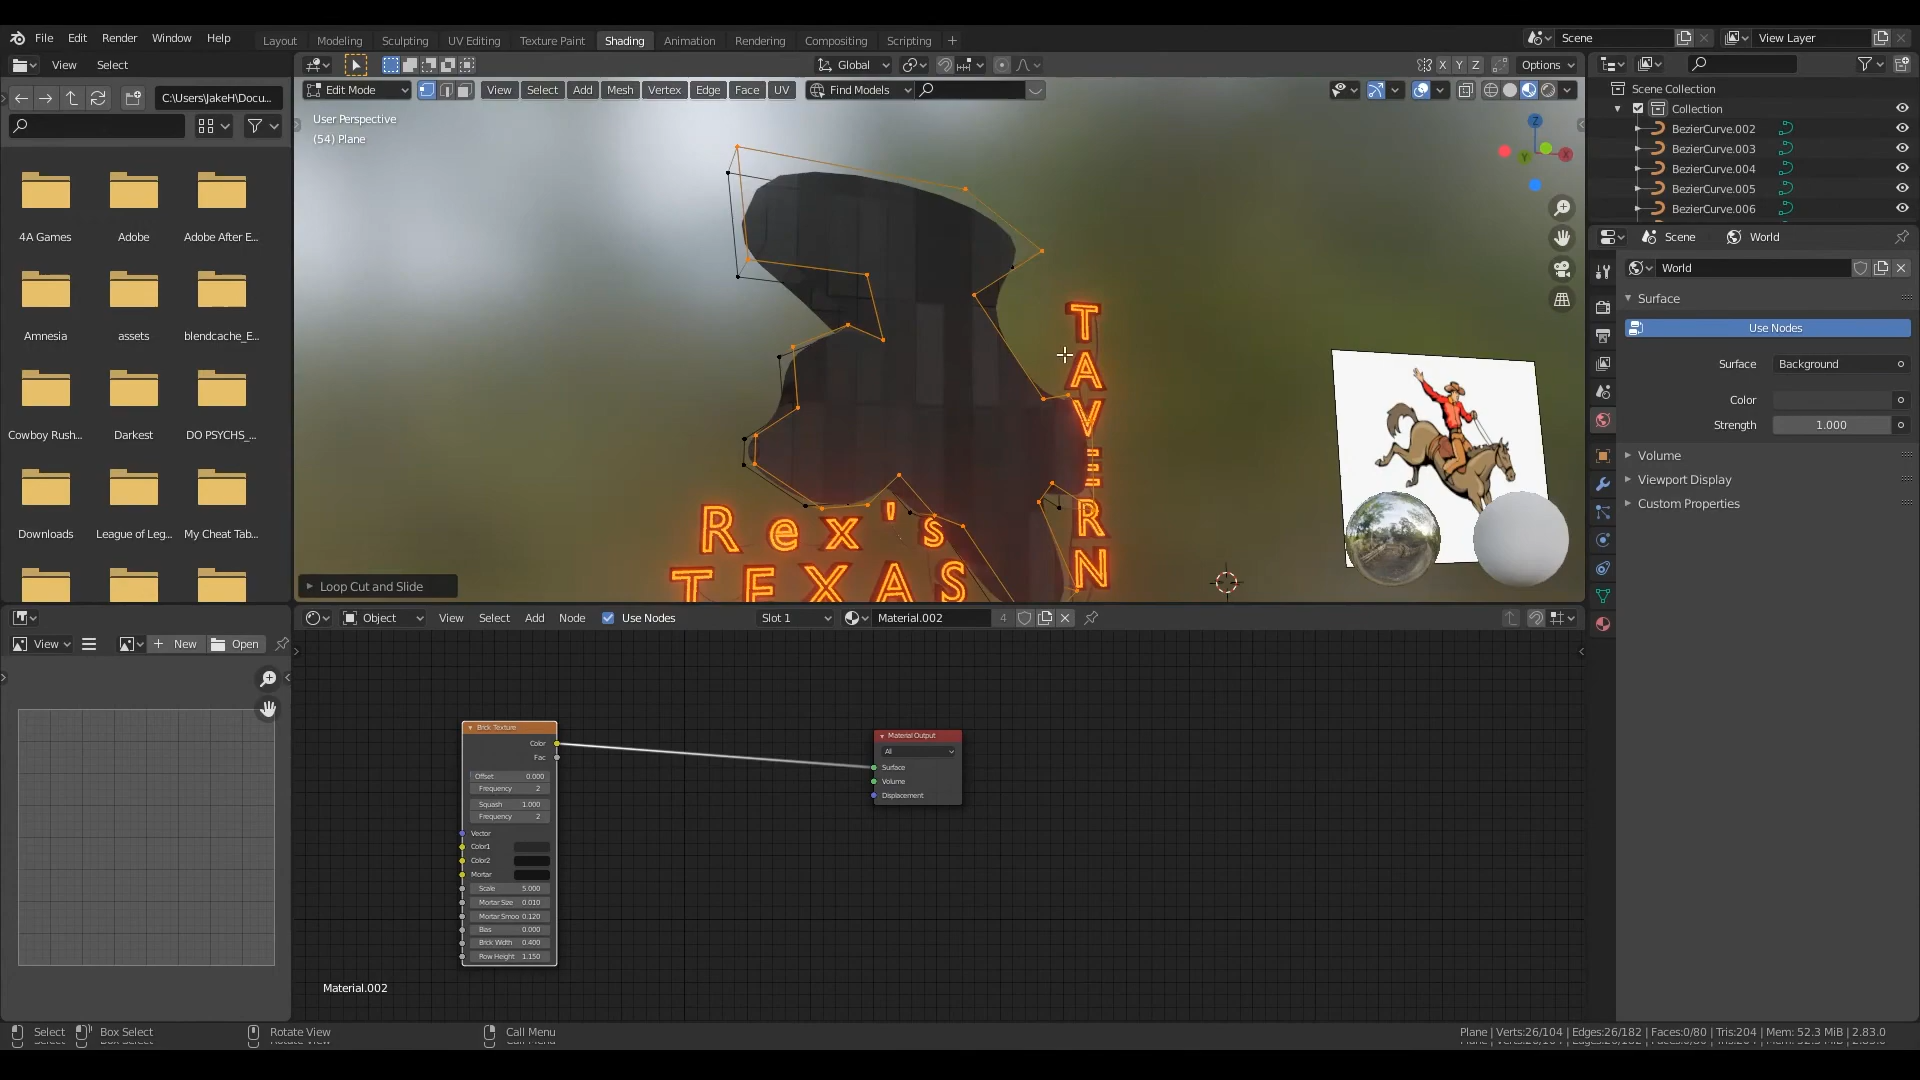 File Edit Render Window Help
Layout Modeling Sculpting UV Editing Texture Paint Shading Animation Rendering Compositing Scripting
Scene
View Layer
View Select
Global
X Y Z
Options
C:\Users\JakeH\Docu...
Edit Mode
View Select Add Mesh Vertex Edge Face UV
Find Models
User Perspective
(54) Plane
4A Games Adobe Adobe After E...
Amnesia assets blendcache_E...
Cowboy Rush... Darkest DO PSYCHS_...
Downloads League of Leg... My Cheat Tab...
TAVERN
Rex's
TEXAS
Z
Y
X
Loop Cut and Slide
Scene Collection
Collection
BezierCurve.002
BezierCurve.003
BezierCurve.004
BezierCurve.005
BezierCurve.006
Scene World
World
Surface
Use Nodes
Surface Background
Color
Strength 1.000
Volume
Viewport Display
Custom Properties
View
New Open
Object View Select Add Node Use Nodes Slot 1 Material.002 4
Brick Texture
Color
Fac
Offset: 0.000
Frequency 2
Squash 1.000
Frequency 2
Vector
Color1
Color2
Mortar
Scale 5.000
Mortar Size 0.010
Mortar Smoo 0.120
Bias 0.000
Brick Width 0.400
Row Height 1.150
Material Output
All
Surface
Volume
Displacement
Material.002
Select Box Select Rotate View Call Menu
Plane | Verts:26/104 | Edges:26/182 | Faces:0/80 | Tris:204 | Mem: 52.3 MiB | 2.83.0